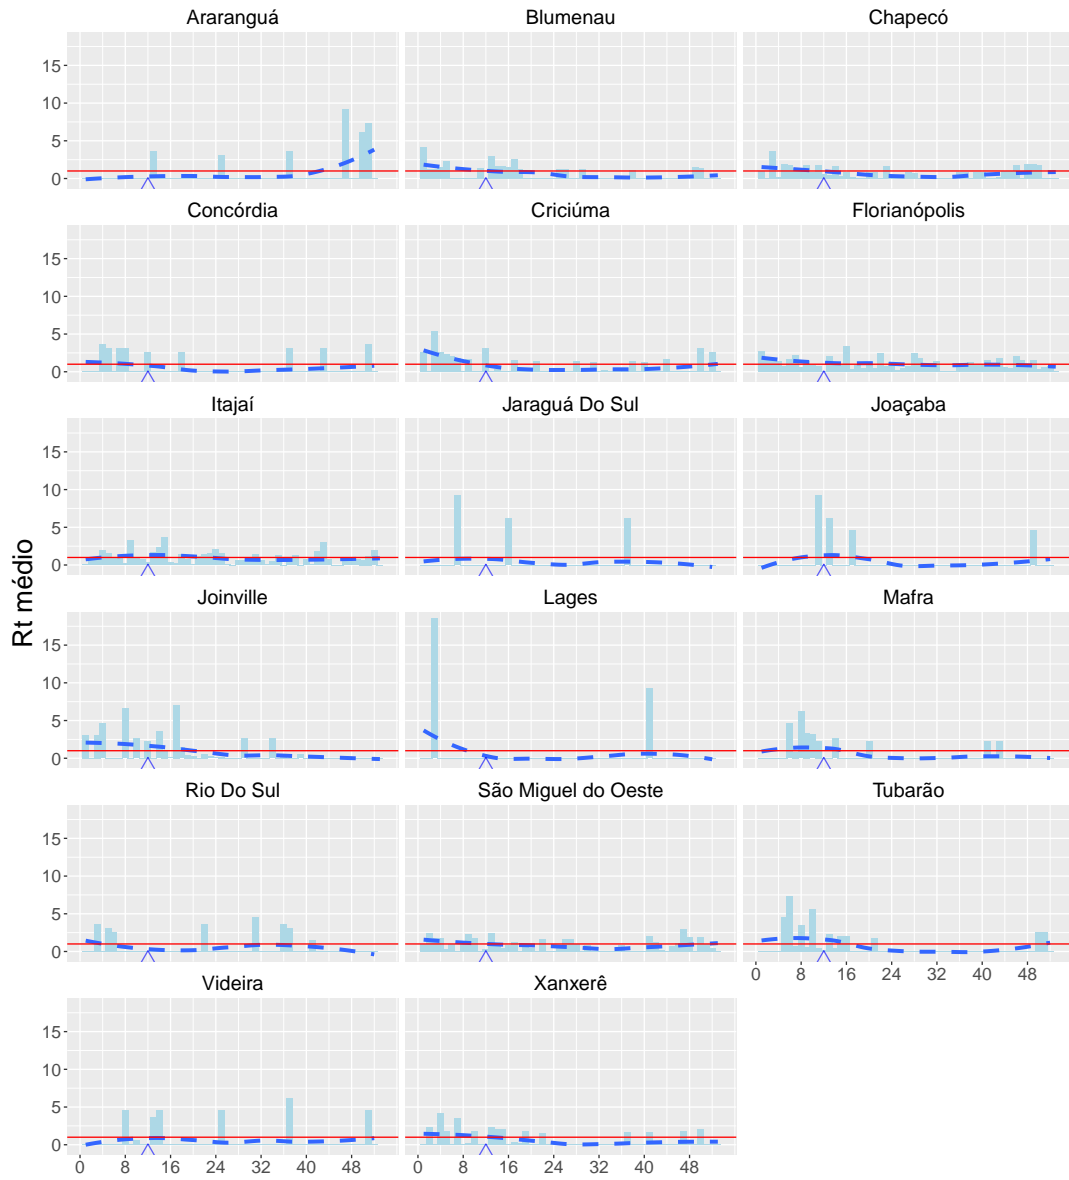 Araranguá Blumenau Chapecó
15
10
5
0
Concórdia Criciúma Florianópolis
15
10
5
0
Itajaí Jaraguá Do Sul Joaçaba
15
10
5
0
Rt médio
Joinville Lages Mafra
15
10
5
0
Rio Do Sul São Miguel do Oeste Tubarão
15
10
5
0
0 8 16 24 32 40 48
Videira Xanxerê
15
10
5
0
0 8 16 24 32 40 48 0 8 16 24 32 40 48